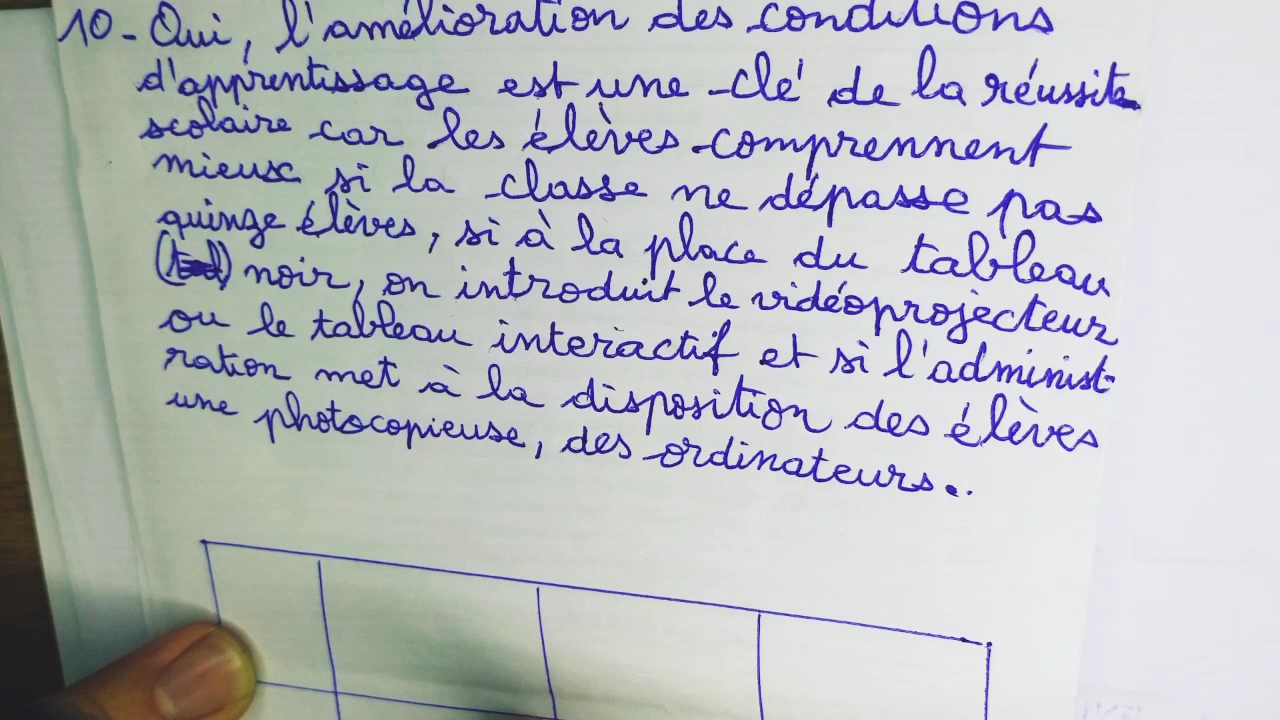 10- Oui, l'amélioration des conditions
d'apprentissage est une clé de la réussite
scolaire car les élèves comprennent
mieux si la classe ne dépasse pas
quinze élèves, si à la place du tableau
noir, on introduit le vidéoprojecteur
ou le tableau interactif et si l'administ-
ration met à la disposition des élèves
une photocopieuse, des ordinateurs..